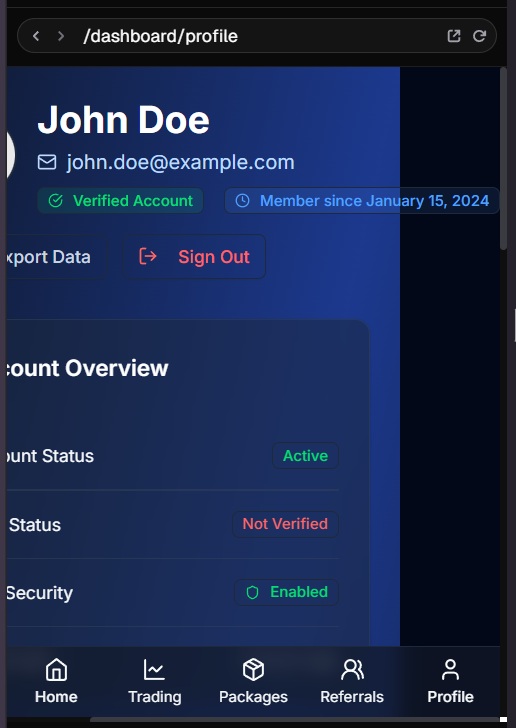 /dashboard/profile
John Doe
john.doe@example.com
Verified Account Member since January 15, 2024
xport Data Sign Out
count Overview
ount Status Active
Status Not Verified
Security Enabled
Home Trading Packages Referrals Profile